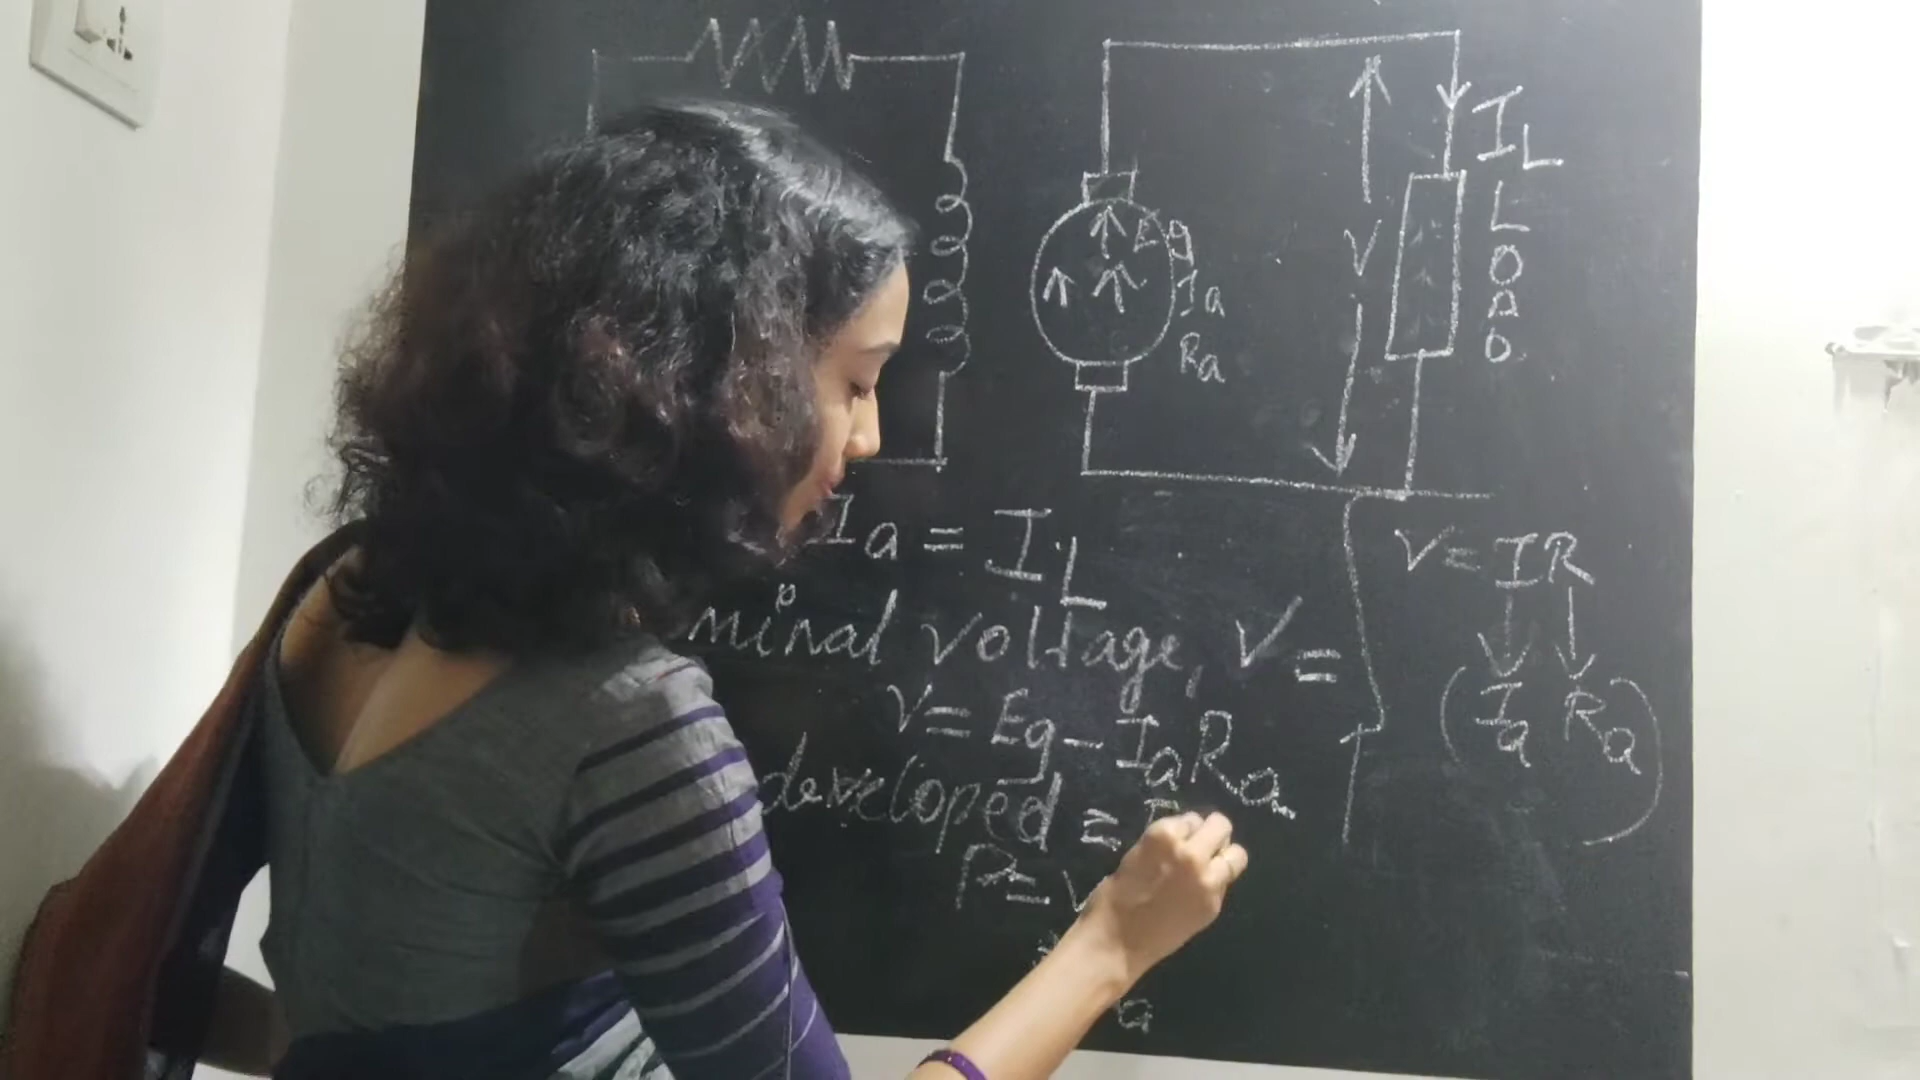 IL
LOAD
Eg
Ia
V
Ra
Ia = IL
V = IR
minal voltage, V =
V = Eg - IaRa
(Ia Ra)
developed =
P = V
a